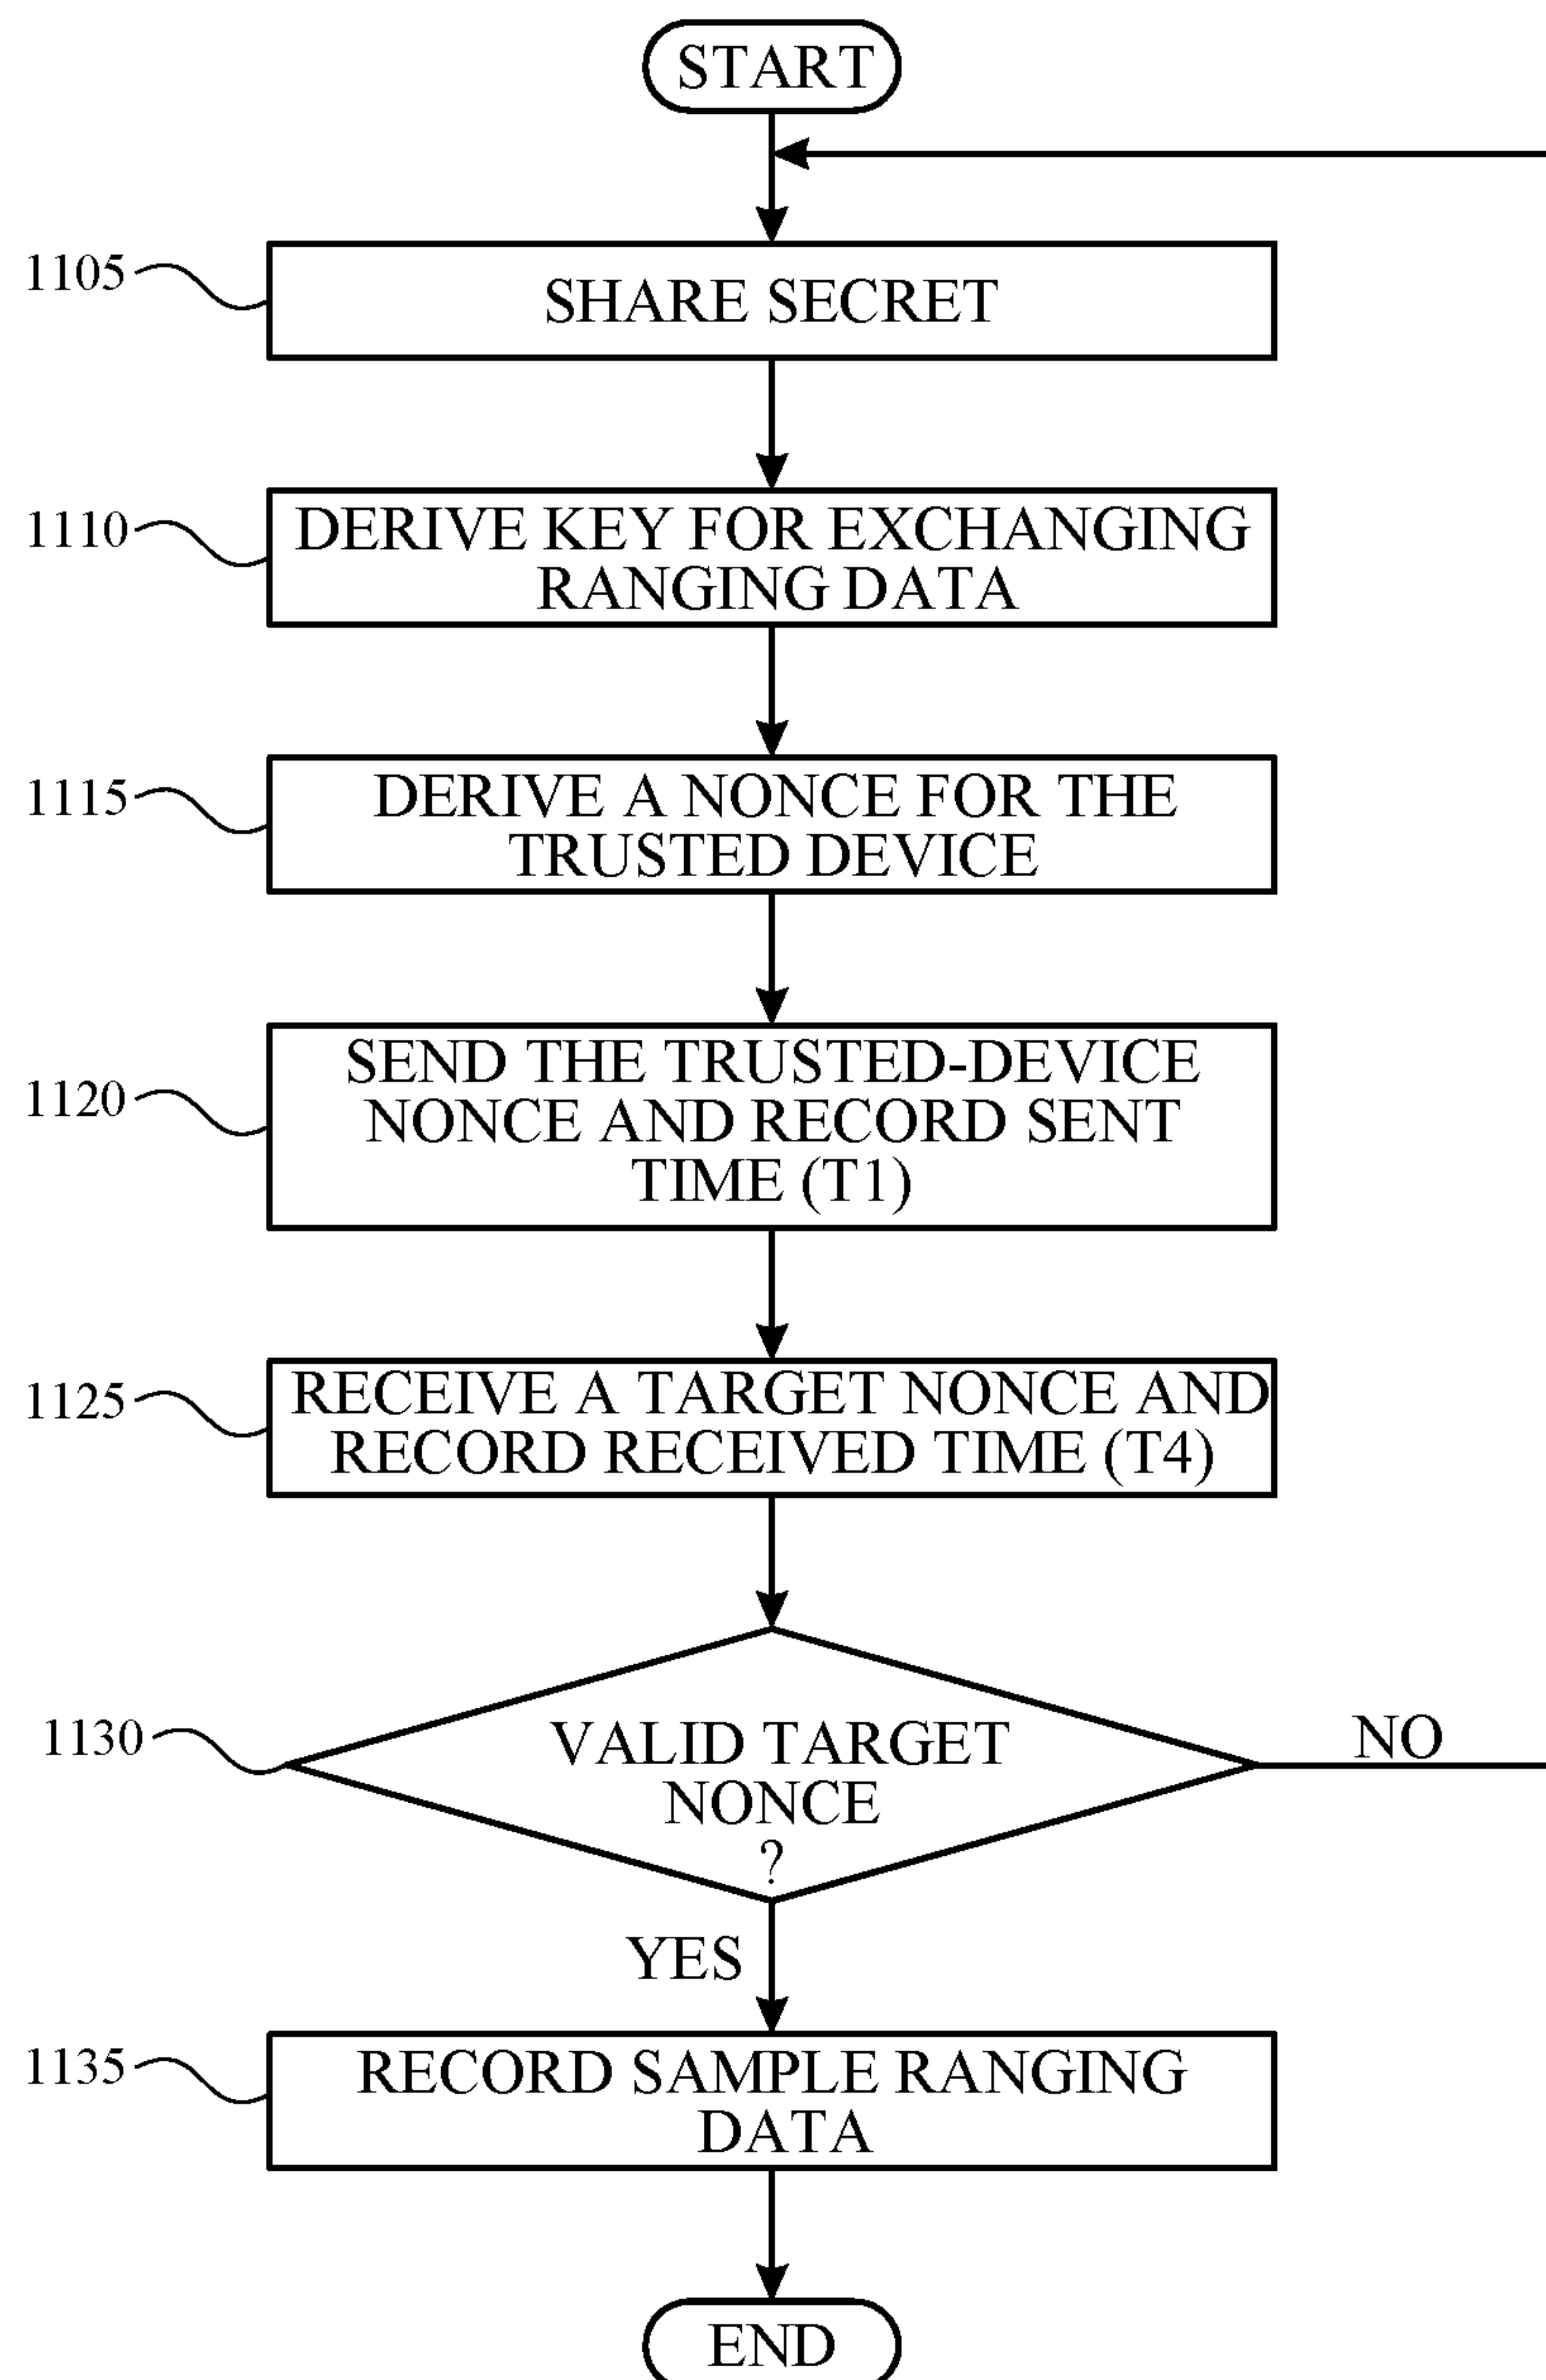 START
1105
SHARE SECRET
1110
DERIVE KEY FOR EXCHANGING
RANGING DATA
1115
DERIVE A NONCE FOR THE
TRUSTED DEVICE
1120
SEND THE TRUSTED-DEVICE
NONCE AND RECORD SENT
TIME (T1)
1125
RECEIVE A TARGET NONCE AND
RECORD RECEIVED TIME (T4)
1130
VALID TARGET
NONCE
?
NO
YES
1135
RECORD SAMPLE RANGING
DATA
END